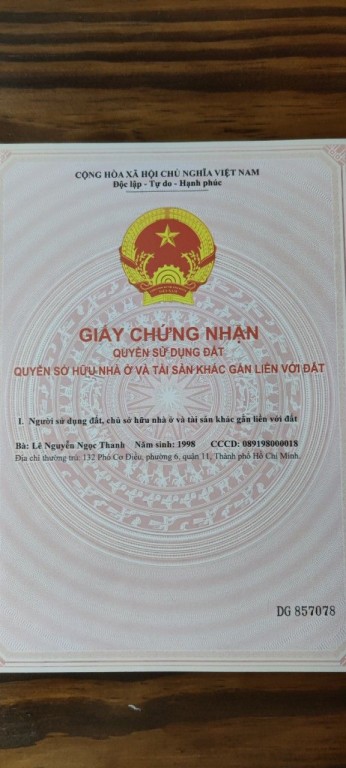 CỘNG HÒA XÃ HỘI CHỦ NGHĨA VIỆT NAM
Độc lập - Tự do - Hạnh phúc
GIẤY CHỨNG NHẬN
QUYỀN SỬ DỤNG ĐẤT
QUYỀN SỞ HỮU NHÀ Ở VÀ TÀI SẢN KHÁC GẮN LIỀN VỚI ĐẤT
I. Người sử dụng đất, chủ sở hữu nhà ở và tài sản khác gắn liền với đất
Bà: Lê Nguyễn Ngọc Thanh Năm sinh: 1998 CCCD: 089198000018
Địa chỉ thường trú: 132 Phó Cơ Điều, phường 6, quận 11, Thành phố Hồ Chí Minh.
DG 857078